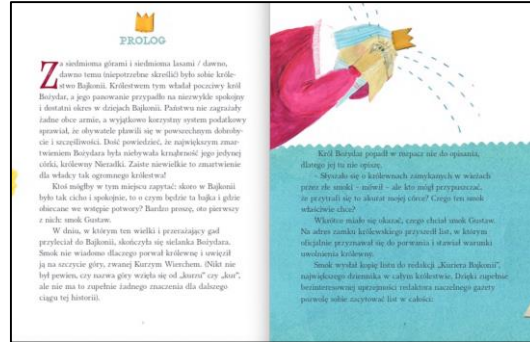 PROLOG
Za siedmioma górami i siedmioma lasami / dawno,
dawno temu (niepotrzebne skreślić) było sobie króle-
stwo Bajkonii. Królestwem tym władał poczciwy król
Bożydar, a jego panowanie przypadło na niezwykle spokojny
i dostatni okres w dziejach Bajkonii. Państwu nie zagrażały
żadne obce armie, a wyjątkowo korzystny system podatkowy
sprawiał, że obywatele pławili się w powszechnym dobroby-
cie i szczęśliwości. Dość powiedzieć, że największym zmar-
twieniem Bożydara była niebywała krnąbrność jego jedynej
córki, królewny Nieradki. Zaiste niewielkie to zmartwienie
dla władcy tak ogromnego królestwa!
Ktoś mógłby w tym miejscu zapytać: skoro w Bajkonii
było tak cicho i spokojnie, to o czym będzie ta bajka i gdzie
obiecane we wstępie potwory? Bardzo proszę, oto pierwszy
z nich: smok Gustaw.
W dniu, w którym ten wielki i przerażający gad
przyleciał do Bajkonii, skończyła się sielanka Bożydara.
Smok nie wiadomo dlaczego porwał królewnę i uwięził
ją na szczycie góry, zwanej Kurzym Wierchem. (Nikt nie
był pewien, czy nazwa góry wzięła się od „kurzu" czy „kur",
ale nie ma to zupełnie żadnego znaczenia dla dalszego
ciągu tej historii).
Król Bożydar popadł w rozpacz nie do opisania,
dlatego jej tu nie opiszę.
– Słyszało się o królewnach zamykanych w wieżach
przez złe smoki – mówił – ale kto mógł przypuszczać,
że przytrafi się to akurat mojej córce? Czego ten smok
właściwie chce?
Wkrótce miało się okazać, czego chciał smok Gustaw.
Na adres zamku królewskiego przyszedł list, w którym
oficjalnie przyznawał się do porwania i stawiał warunki
uwolnienia królewny.
Smok wysłał kopię listu do redakcji „Kuriera Bajkonii",
największego dziennika w całym królestwie. Dzięki zupełnie
bezinteresownej uprzejmości redaktora naczelnego gazety
pozwolę sobie zacytować list w całości: